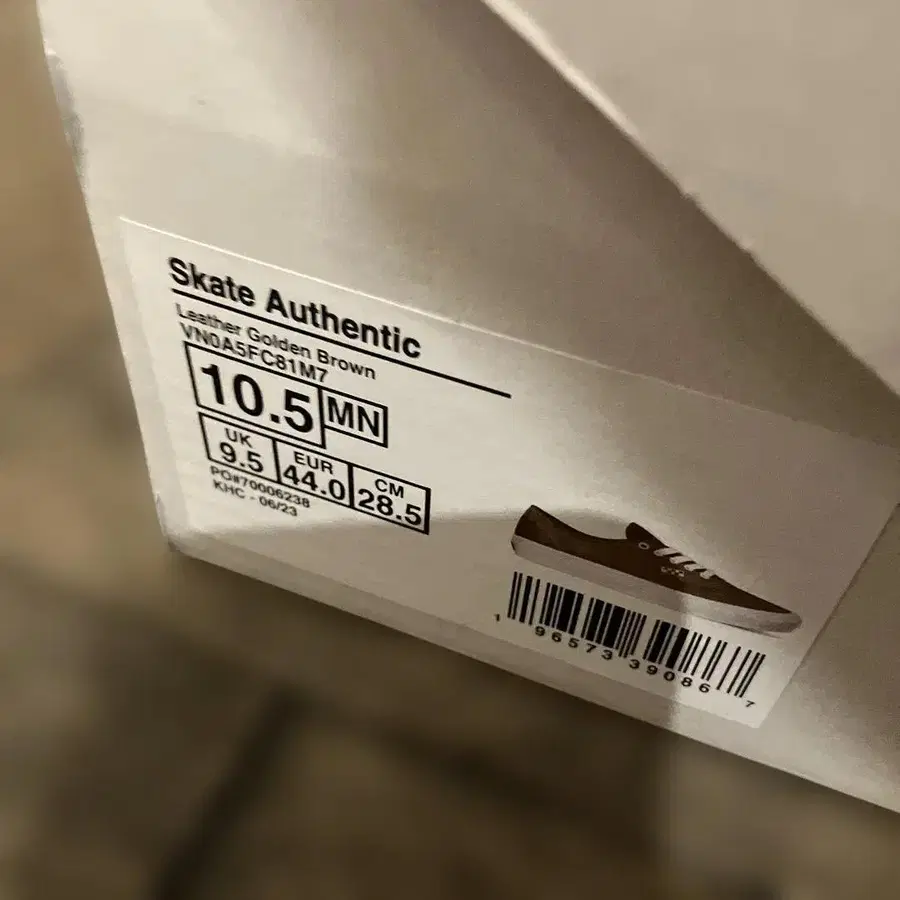 Skate Authentic
Leather Golden Brown
VN0A5FC81M7
10.5 MN
UK EUR CM
9.5 44.0 28.5
PO#70006238
KHC - 06/23
1 96573 39086 7